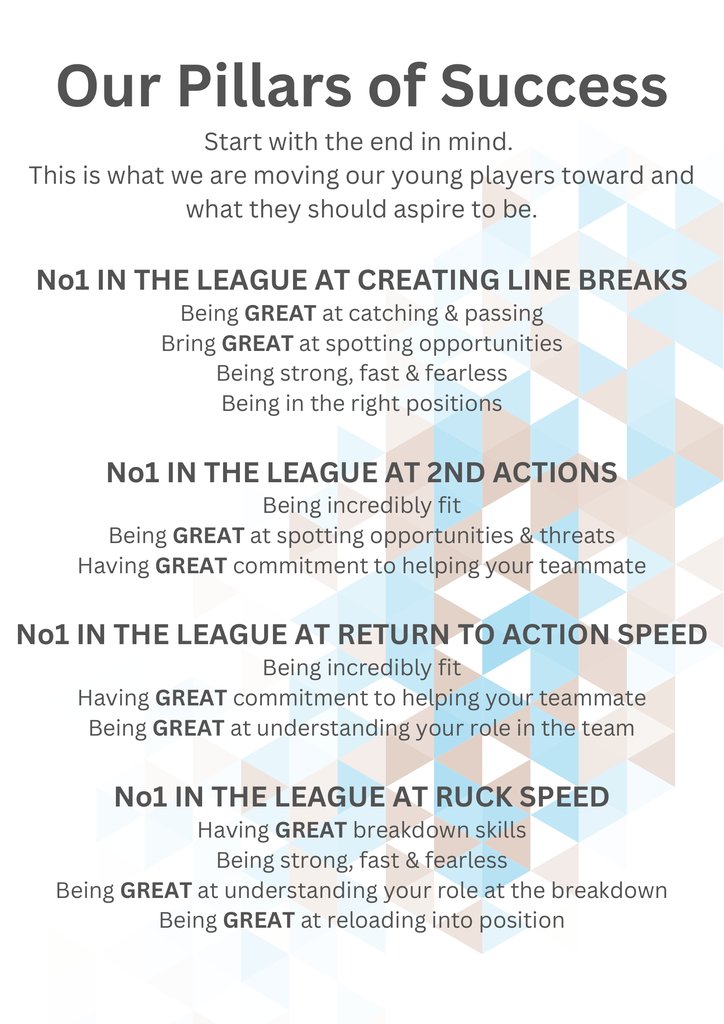 Our Pillars of Success
Start with the end in mind.
This is what we are moving our young players toward and
what they should aspire to be.
No1 IN THE LEAGUE AT CREATING LINE BREAKS
Being GREAT at catching & passing
Bring GREAT at spotting opportunities
Being strong, fast & fearless
Being in the right positions
No1 IN THE LEAGUE AT 2ND ACTIONS
Being incredibly fit
Being GREAT at spotting opportunities & threats
Having GREAT commitment to helping your teammate
No1 IN THE LEAGUE AT RETURN TO ACTION SPEED
Being incredibly fit
Having GREAT commitment to helping your teammate
Being GREAT at understanding your role in the team
No1 IN THE LEAGUE AT RUCK SPEED
Having GREAT breakdown skills
Being strong, fast & fearless
Being GREAT at understanding your role at the breakdown
Being GREAT at reloading into position